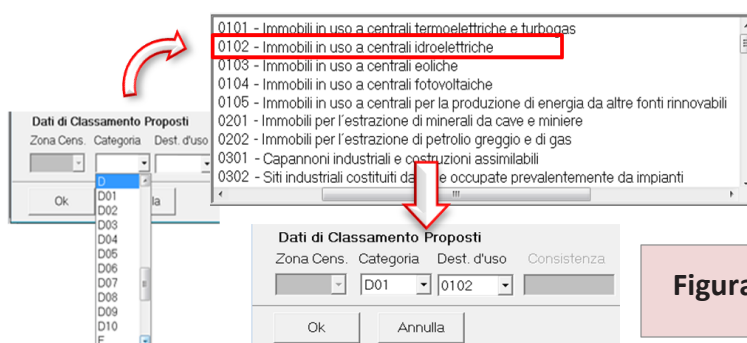 0101 - Immobili in uso a centrali termoelettriche e turbogas
0102 - Immobili in uso a centrali idroelettriche
0103 - Immobili in uso a centrali eoliche
0104 - Immobili in uso a centrali fotovoltaiche
0105 - Immobili in uso a centrali per la produzione di energia da altre fonti rinnovabili
0201 - Immobili per l´estrazione di minerali da cave e miniere
0202 - Immobili per l´estrazione di petrolio greggio e di gas
0301 - Capannoni industriali e costruzioni assimilabili
0302 - Siti industriali costituiti da e occupate prevalentemente da impianti
Dati di Classamento Proposti
Zona Cens. Categoria Dest. d'uso
Ok la
D
D01
D02
D03
D04
D05
D06
D07
D08
D09
D10
E
Dati di Classamento Proposti
Zona Cens. Categoria Dest. d'uso Consistenza
D01 0102
Ok Annulla
Figura